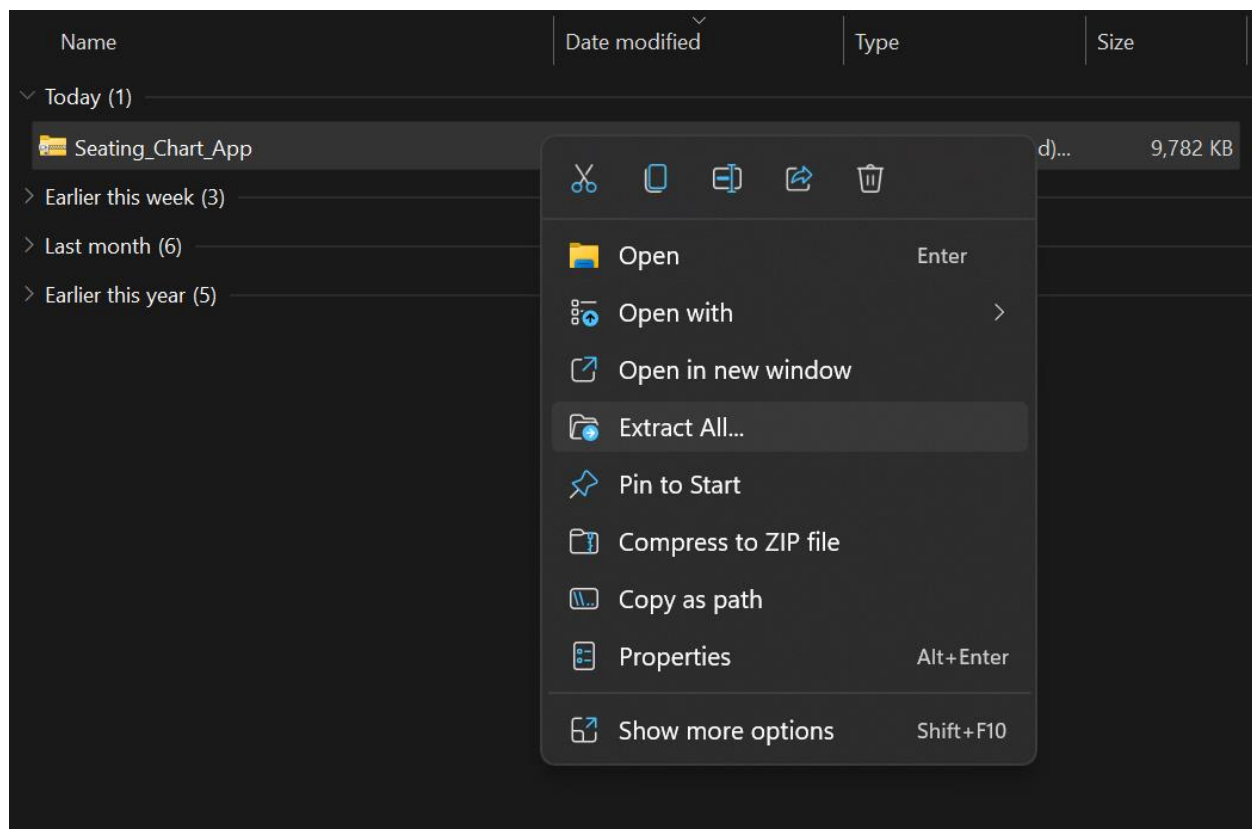 Name Date modified Type Size
Today (1)
Seating_Chart_App d)... 9,782 KB
Earlier this week (3)
Last month (6)
Earlier this year (5)
Open Enter
Open with
Open in new window
Extract All...
Pin to Start
Compress to ZIP file
Copy as path
Properties Alt+Enter
Show more options Shift+F10